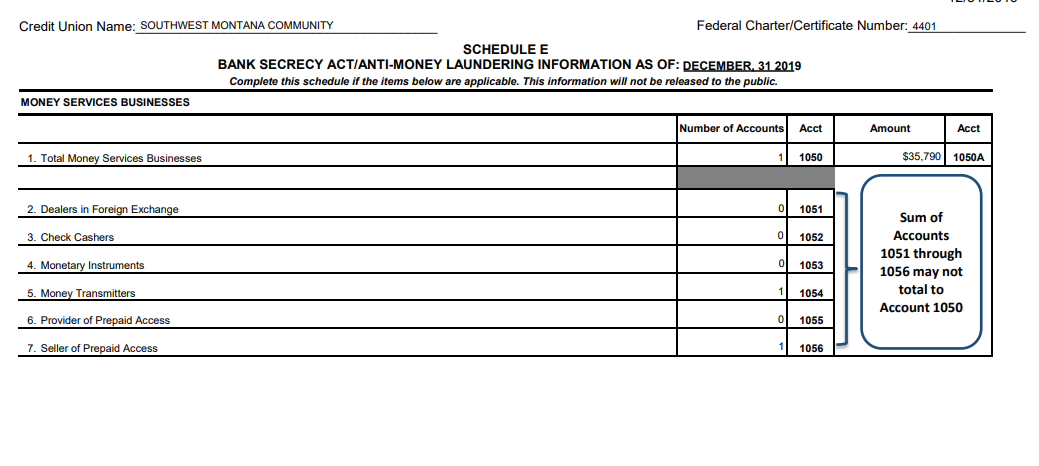 Credit Union Name: SOUTHWEST MONTANA COMMUNITY Federal Charter/Certificate Number: 4401
SCHEDULE E
BANK SECRECY ACT/ANTI-MONEY LAUNDERING INFORMATION AS OF: DECEMBER, 31 2019
Complete this schedule if the items below are applicable. This information will not be released to the public.
MONEY SERVICES BUSINESSES
Number of Accounts Acct Amount Acct
1. Total Money Services Businesses 1 1050 $35,790 1050A
2. Dealers in Foreign Exchange 0 1051
3. Check Cashers 0 1052
4. Monetary Instruments 0 1053
5. Money Transmitters 1 1054
6. Provider of Prepaid Access 0 1055
7. Seller of Prepaid Access 1 1056
Sum of
Accounts
1051 through
1056 may not
total to
Account 1050